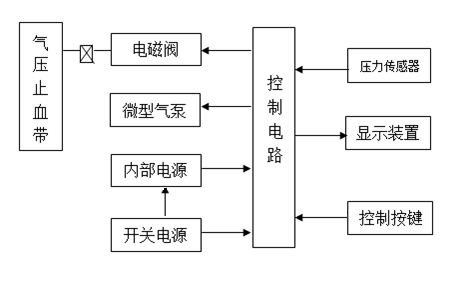 气压止血带
电磁阀
微型气泵
内部电源
开关电源
控制电路
压力传感器
显示装置
控制按键